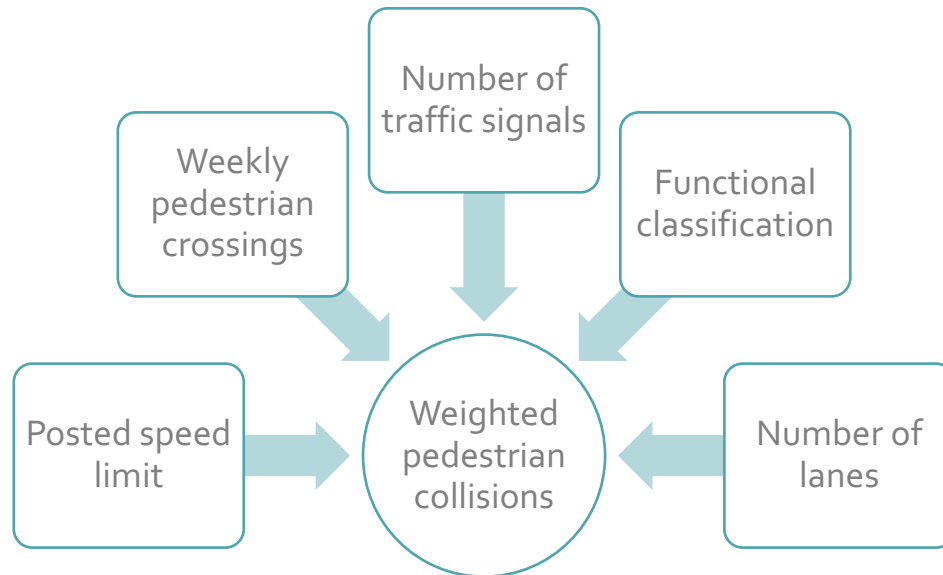 Number of
traffic signals
Weekly
pedestrian
crossings
Functional
classification
Posted speed
limit
Weighted
pedestrian
collisions
Number of
lanes